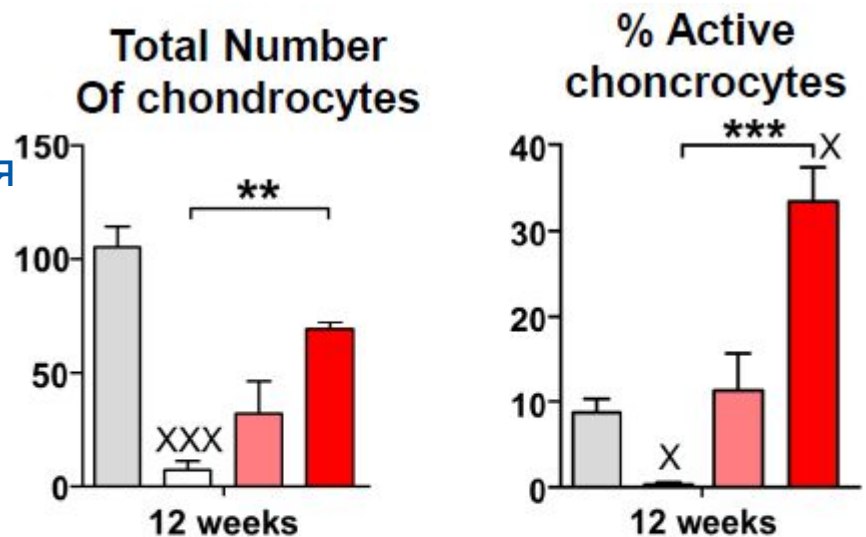 Total Number
Of chondrocytes
я
150
100
50
0
**
XXX
12 weeks
% Active
choncrocytes
40
30
20
10
0
***
X
X
12 weeks